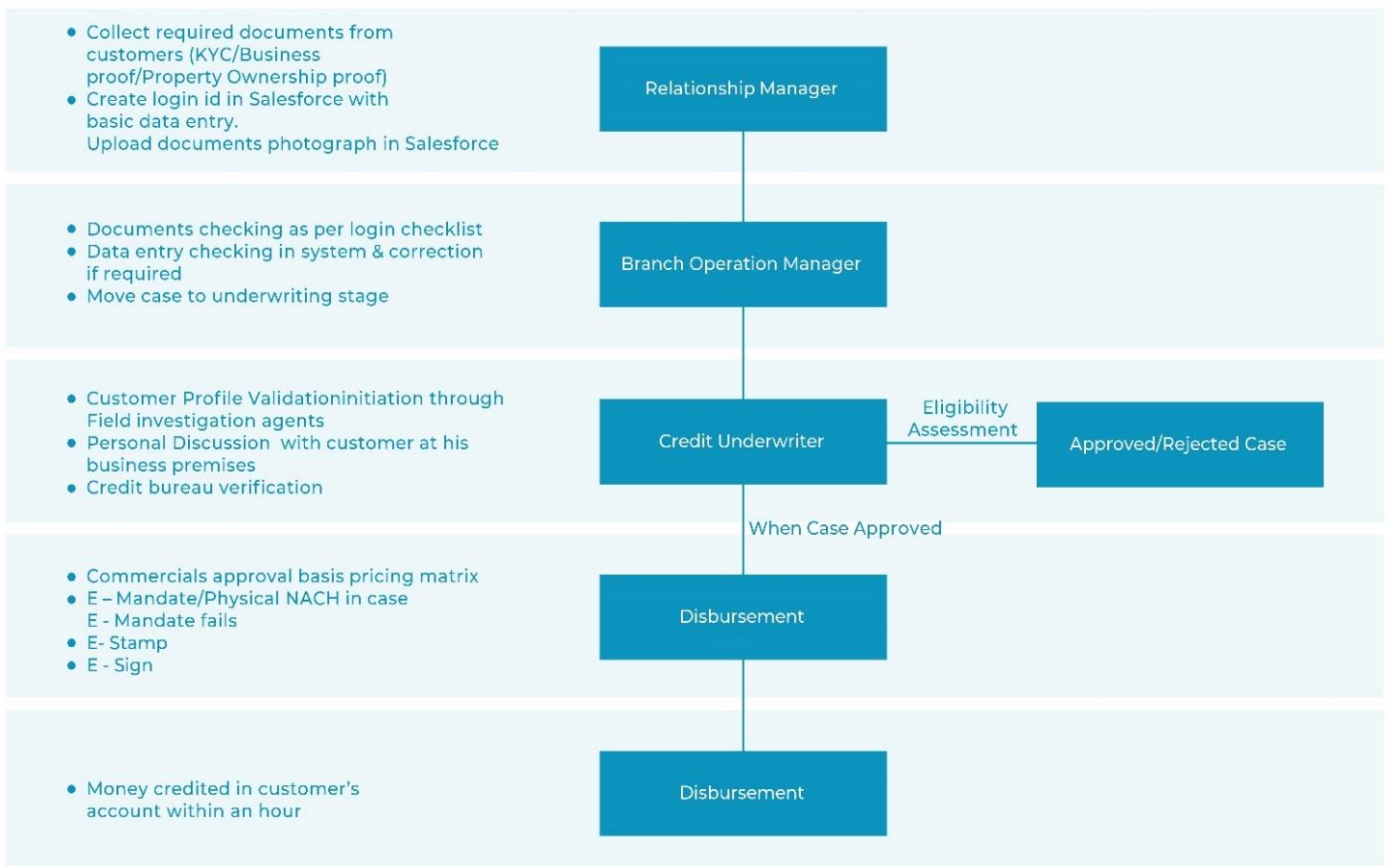 ● Collect required documents from
customers (KYC/Business
proof/Property Ownership proof)
● Create login id in Salesforce with
basic data entry.
Upload documents photograph in Salesforce
Relationship Manager
● Documents checking as per login checklist
● Data entry checking in system & correction
if required
● Move case to underwriting stage
Branch Operation Manager
● Customer Profile Validationinitiation through
Field investigation agents
● Personal Discussion with customer at his
business premises
● Credit bureau verification
Credit Underwriter
Eligibility
Assessment
Approved/Rejected Case
When Case Approved
● Commercials approval basis pricing matrix
● E – Mandate/Physical NACH in case
E - Mandate fails
● E- Stamp
● E - Sign
Disbursement
● Money credited in customer's
account within an hour
Disbursement